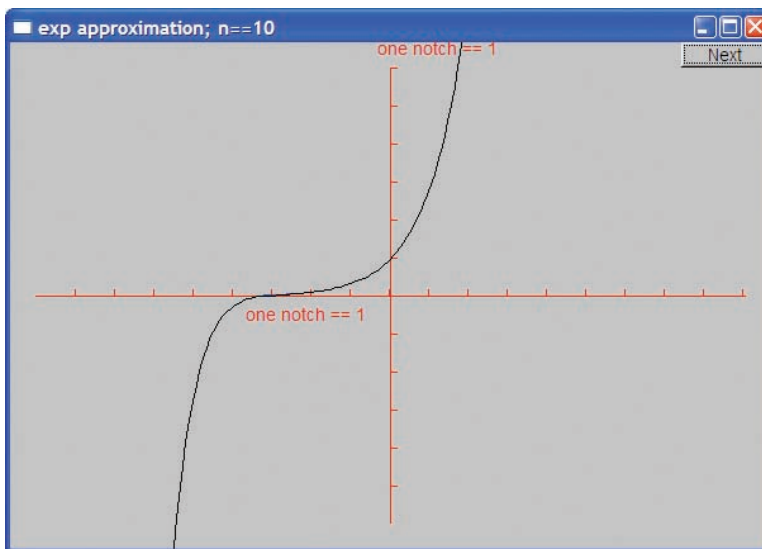 exp approximation; n==10
one notch == 1
Next
one notch == 1